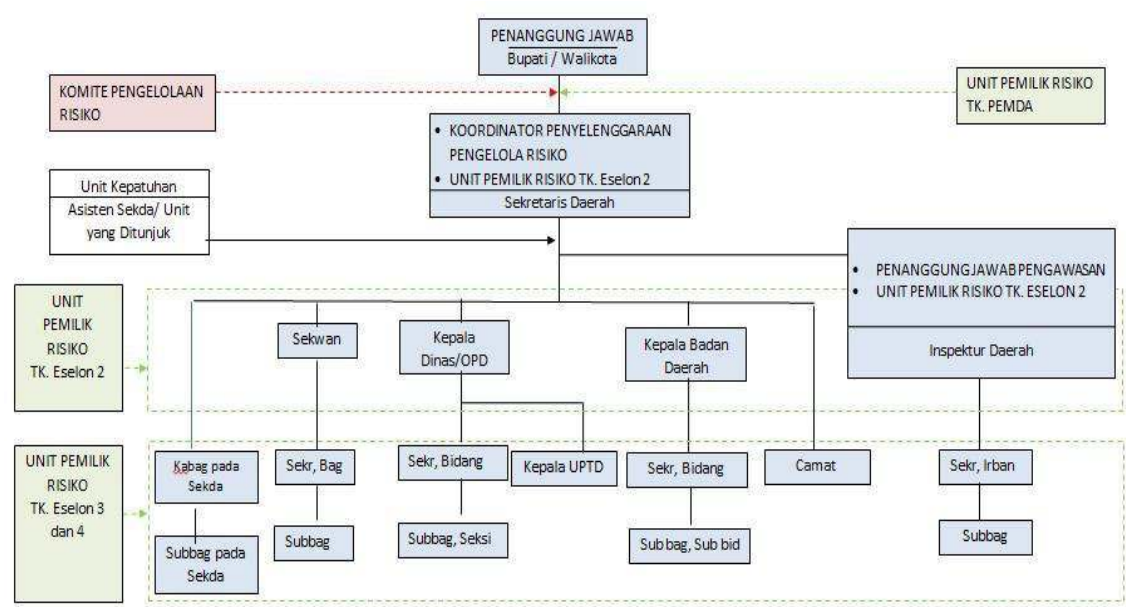 PENANGGUNG JAWAB
Bupati / Walikota
KOMITE PENGELOLAAN
RISIKO
UNIT PEMILIK RISIKO
TK. PEMDA
• KOORDINATOR PENYELENGGARAAN
PENGELOLA RISIKO
• UNIT PEMILIK RISIKO TK. Eselon 2
Sekretaris Daerah
Unit Kepatuhan
Asisten Sekda/ Unit
yang Ditunjuk
• PENANGGUNG JAWAB PENGAWASAN
• UNIT PEMILIK RISIKO TK. ESELON 2
Inspektur Daerah
UNIT
PEMILIK
RISIKO
TK. Eselon 2
Sekwan
Kepala
Dinas/OPD
Kepala Badan
Daerah
UNIT PEMILIK
RISIKO
TK. Eselon 3
dan 4
Kabag pada
Sekda
Sekr, Bag
Sekr, Bidang
Kepala UPTD
Sekr, Bidang
Camat
Sekr, Irban
Subbag pada
Sekda
Subbag
Subbag, Seksi
Sub bag, Sub bid
Subbag